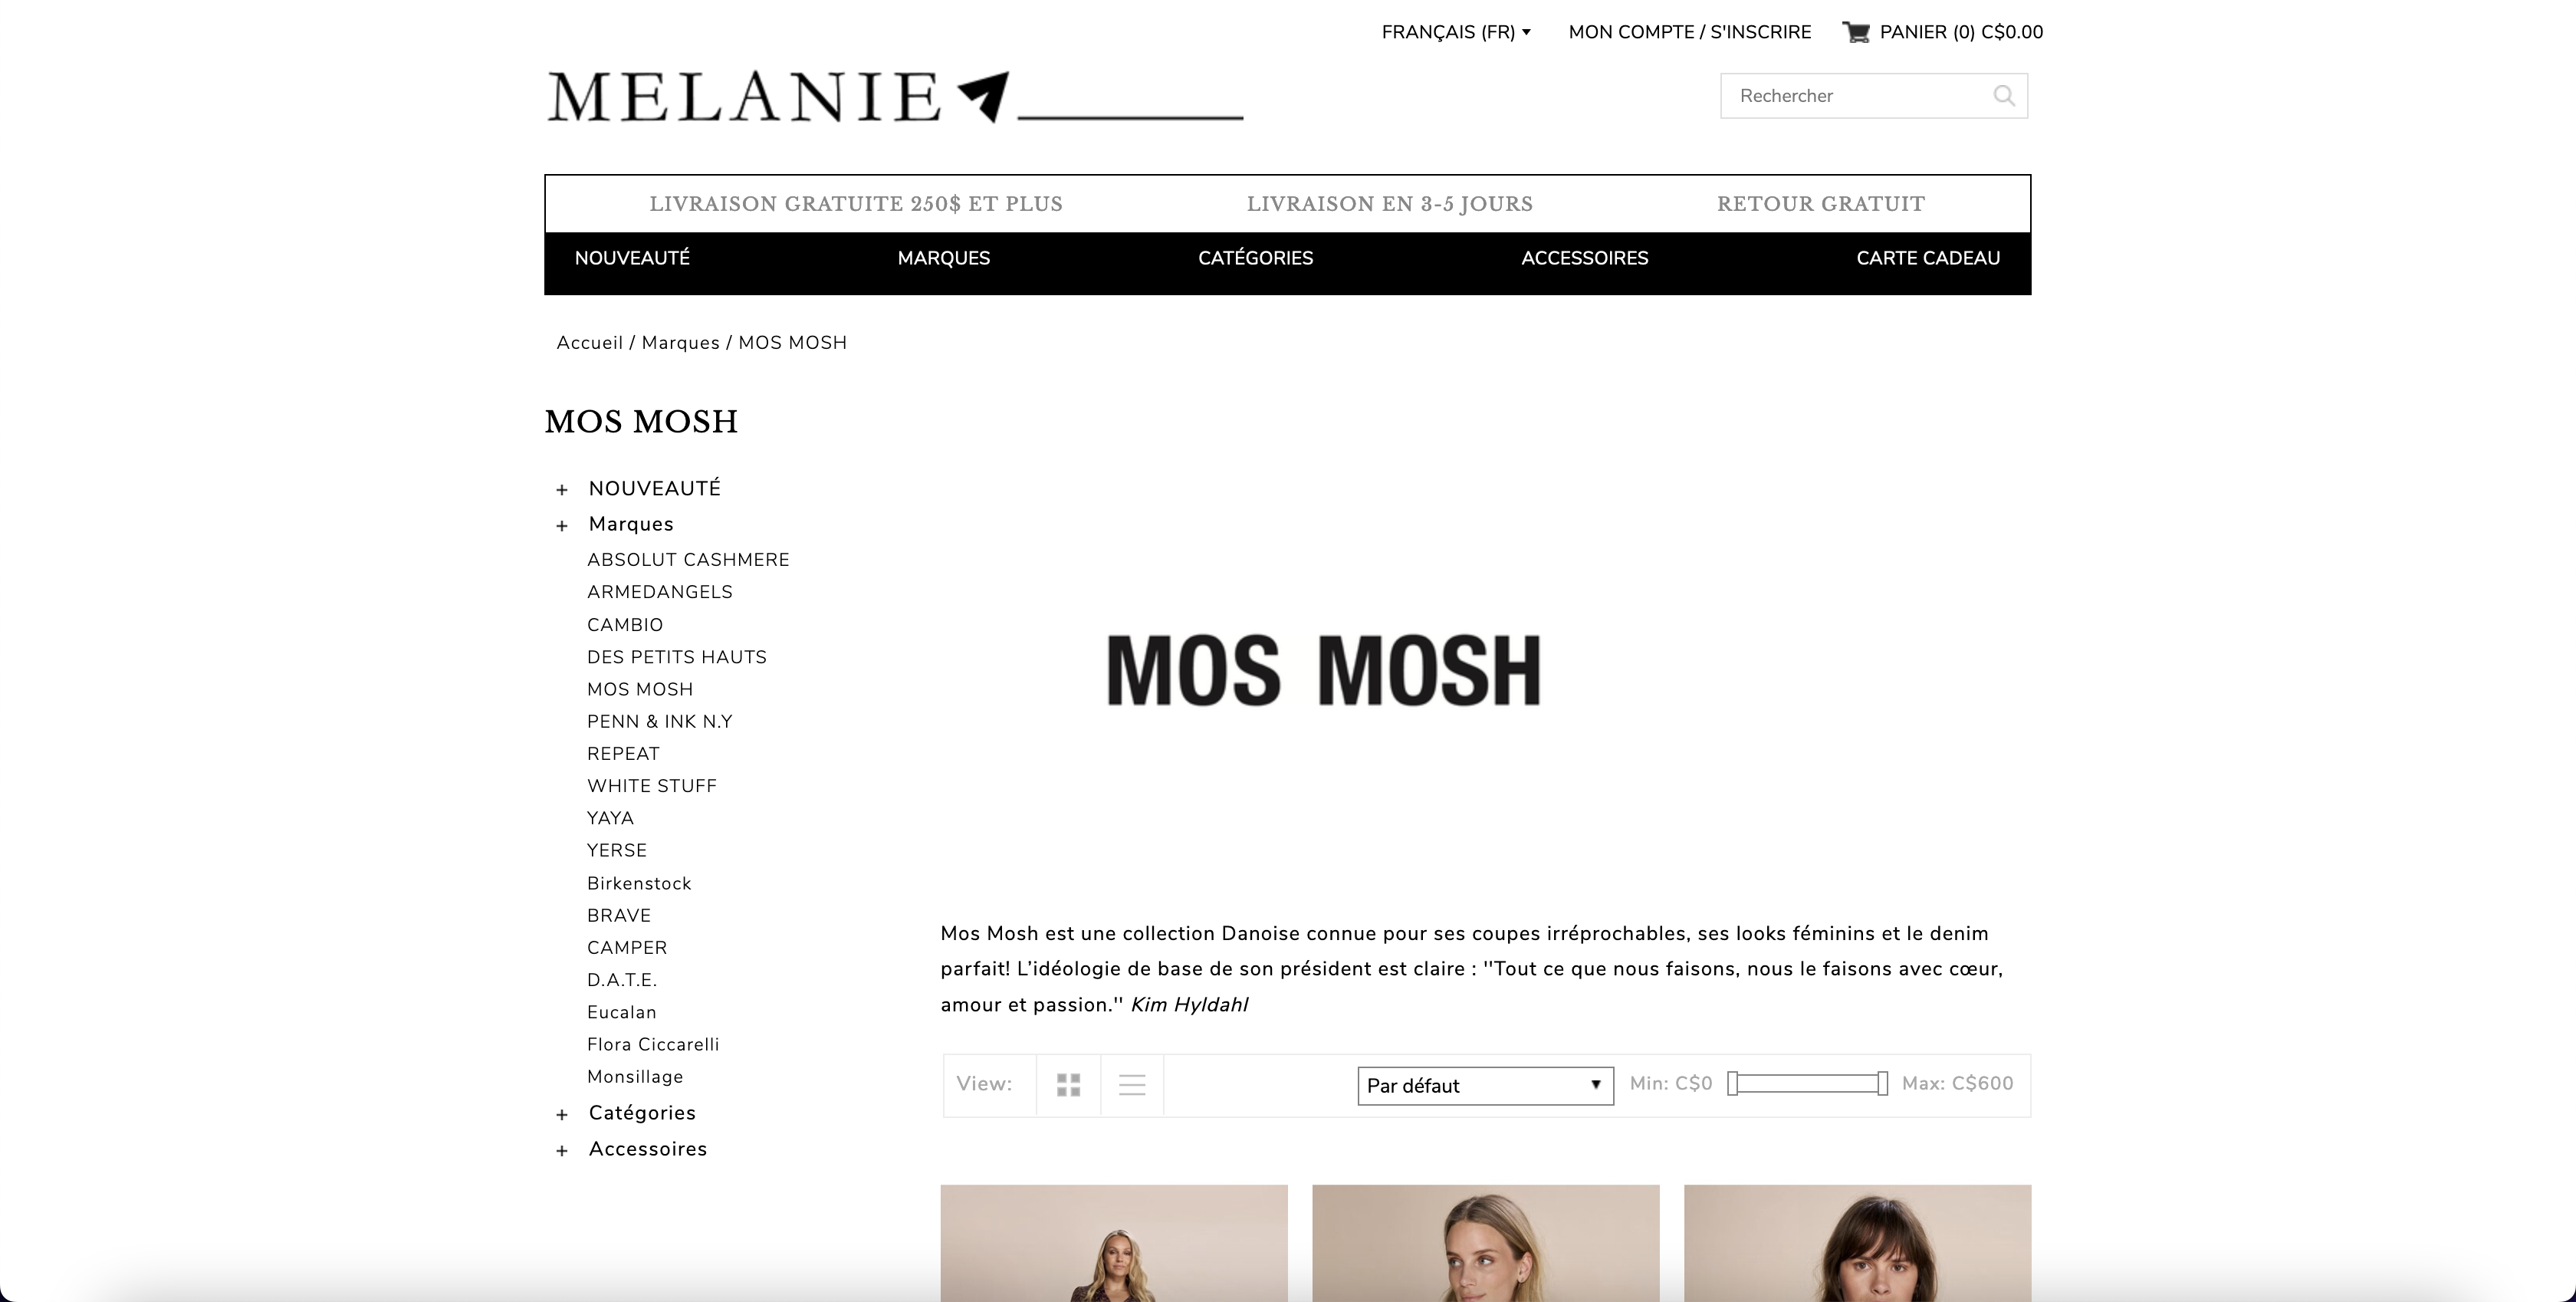 FRANÇAIS (FR)
MON COMPTE / S'INSCRIRE
PANIER (0) C$0.00
MELANIE
Rechercher
LIVRAISON GRATUITE 250$ ET PLUS
LIVRAISON EN 3-5 JOURS
RETOUR GRATUIT
NOUVEAUTÉ
MARQUES
CATÉGORIES
ACCESSOIRES
CARTE CADEAU
Accueil / Marques / MOS MOSH
MOS MOSH
+ NOUVEAUTÉ
+ Marques
ABSOLUT CASHMERE
ARMEDANGELS
CAMBIO
DES PETITS HAUTS
MOS MOSH
PENN & INK N.Y
REPEAT
WHITE STUFF
YAYA
YERSE
Birkenstock
BRAVE
CAMPER
D.A.T.E.
Eucalan
Flora Ciccarelli
Monsillage
+ Catégories
+ Accessoires
MOS MOSH
Mos Mosh est une collection Danoise connue pour ses coupes irréprochables, ses looks féminins et le denim
parfait! L’idéologie de base de son président est claire : ''Tout ce que nous faisons, nous le faisons avec cœur,
amour et passion.'' Kim Hyldahl
View:
Par défaut
Min: C$0
Max: C$600